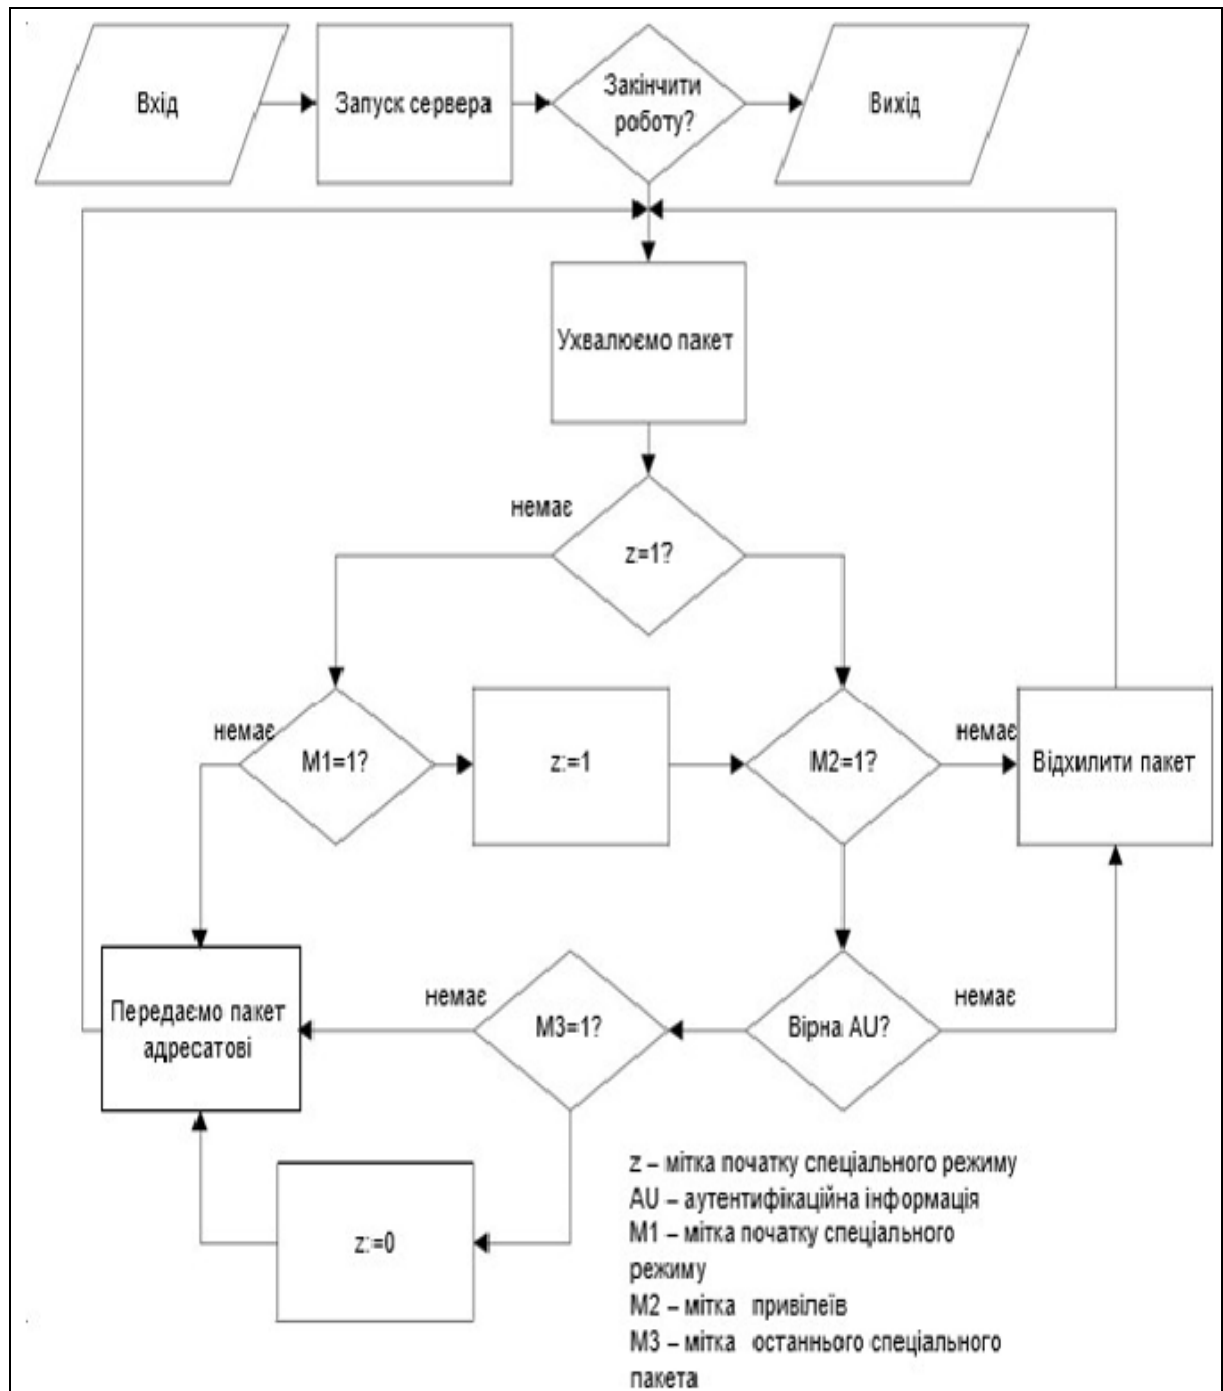 Вхід
Запуск сервера
Закінчити
роботу?
Вихід
Ухвалюємо пакет
немає
z=1?
немає
M1=1?
z:=1
M2=1?
немає
Відхилити пакет
Передаємо пакет
адресатові
немає
M3=1?
Вірна AU?
немає
z:=0
z – мітка початку спеціального режиму
AU – аутентифікаційна інформація
M1 – мітка початку спеціального
режиму
M2 – мітка привілеїв
M3 – мітка останнього спеціального
пакета